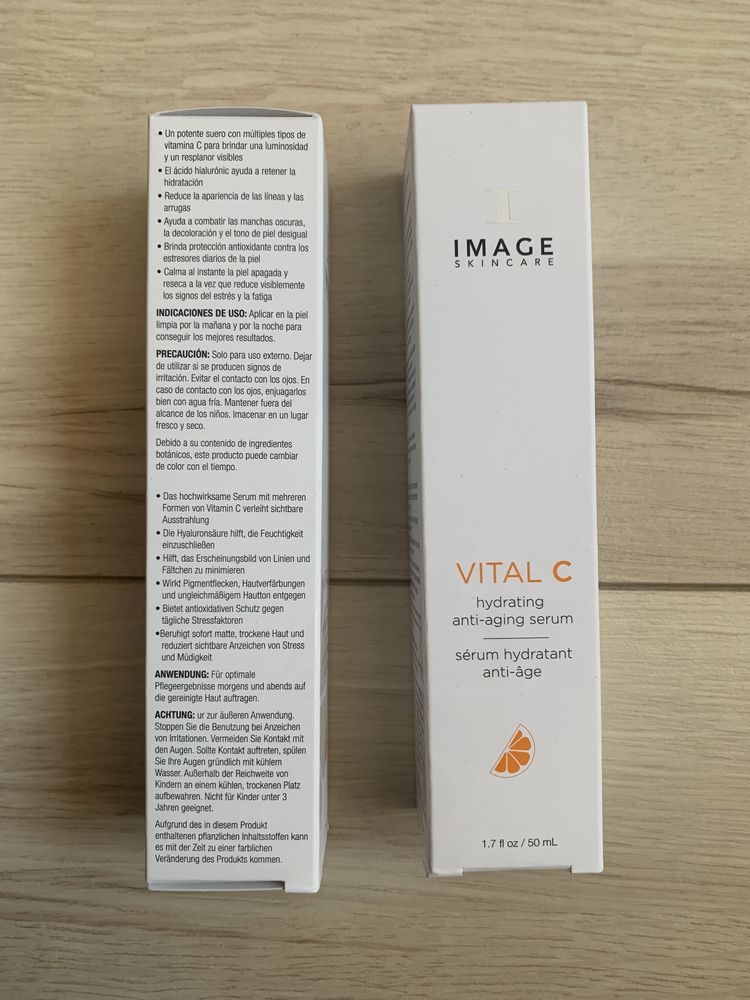 • Un potente suero con múltiples tipos de
vitamina C para brindar una luminosidad
y un resplanor visibles
• El ácido hialurónic ayuda a retener la
hidratación
• Reduce la apariencia de las líneas y las
arrugas
• Ayuda a combatir las manchas oscuras,
la decoloración y el tono de piel desigual
• Brinda protección antioxidante contra los
estresores diarios de la piel
• Calma al instante la piel apagada y
reseca a la vez que reduce visiblemente
los signos del estrés y la fatiga
INDICACIONES DE USO: Aplicar en la piel
limpia por la mañana y por la noche para
conseguir los mejores resultados.
PRECAUCIÓN: Solo para uso externo. Dejar
de utilizar si se producen signos de
irritación. Evitar el contacto con los ojos. En
caso de contacto con los ojos, enjuagarlos
bien con agua fría. Mantener fuera del
alcance de los niños. lmacenar en un lugar
fresco y seco.
Debido a su contenido de ingredientes
botánicos, este producto puede cambiar
de color con el tiempo.
• Das hochwirksame Serum mit mehreren
Formen von Vitamin C verleiht sichtbare
Ausstrahlung
• Die Hyaluronsäure hilft, die Feuchtigkeit
einzuschließen
• Hilft, das Erscheinungsbild von Linien und
Fältchen zu minimieren
• Wirkt Pigmentflecken, Hautverfärbungen
und ungleichmäßigem Hautton entgegen
• Bietet antioxidativen Schutz gegen
tägliche Stressfaktoren
•Beruhigt sofort matte, trockene Haut und
reduziert sichtbare Anzeichen von Stress
und Müdigkeit
ANWENDUNG: Für optimale
Pflegeergebnisse morgens und abends auf
die gereinigte Haut auftragen.
ACHTUNG: ur zur äußeren Anwendung.
Stoppen Sie die Benutzung bei Anzeichen
von Irritationen. Vermeiden Sie Kontakt mit
den Augen. Sollte Kontakt auftreten, spülen
Sie Ihre Augen gründlich mit kühlem
Wasser. Außerhalb der Reichweite von
Kindern an einem kühlen, trockenen Platz
aufbewahren. Nicht für Kinder unter 3
Jahren geeignet.
Aufgrund des in diesem Produkt
enthaltenen pflanzlichen Inhaltsstoffen kann
es mit der Zeit zu einer farblichen
Veränderung des Produkts kommen.
I
IMAGE
SKINCARE
VITAL C
hydrating
anti-aging serum
sérum hydratant
anti-âge
1.7 fl oz / 50 mL